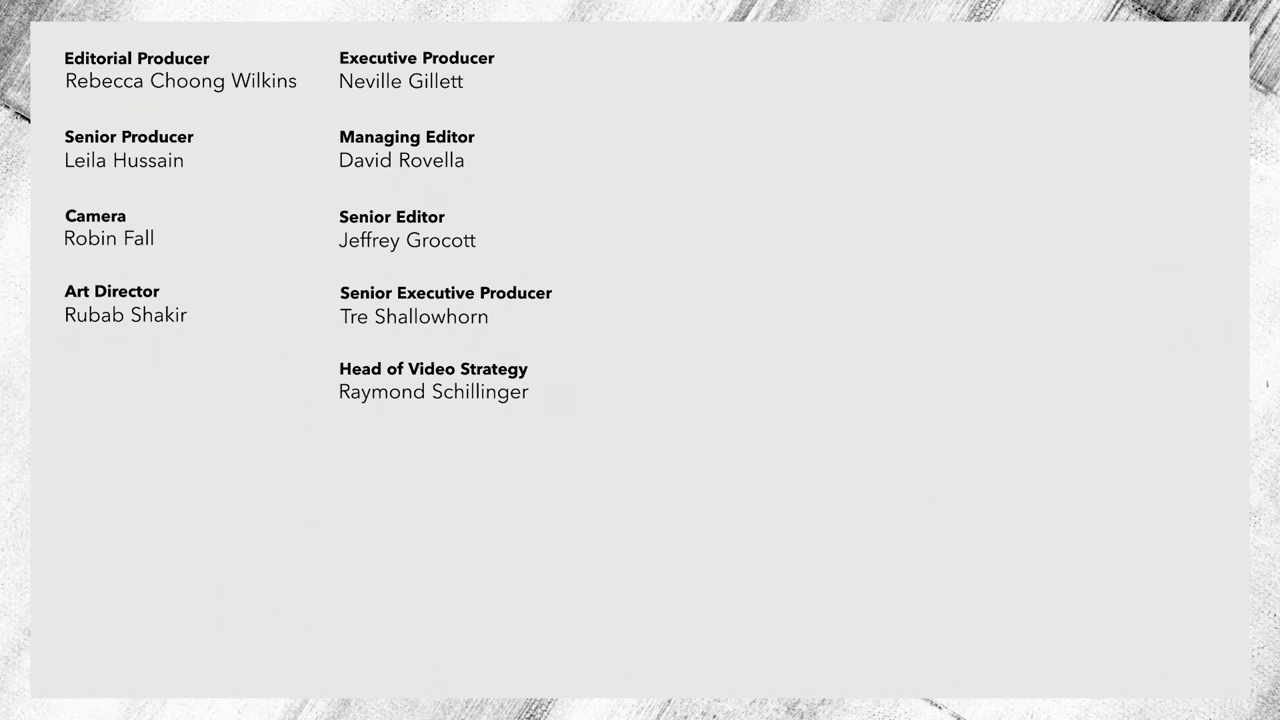 Editorial Producer
Rebecca Choong Wilkins
Senior Producer
Leila Hussain
Camera
Robin Fall
Art Director
Rubab Shakir
Executive Producer
Neville Gillett
Managing Editor
David Rovella
Senior Editor
Jeffrey Grocott
Senior Executive Producer
Tre Shallowhorn
Head of Video Strategy
Raymond Schillinger